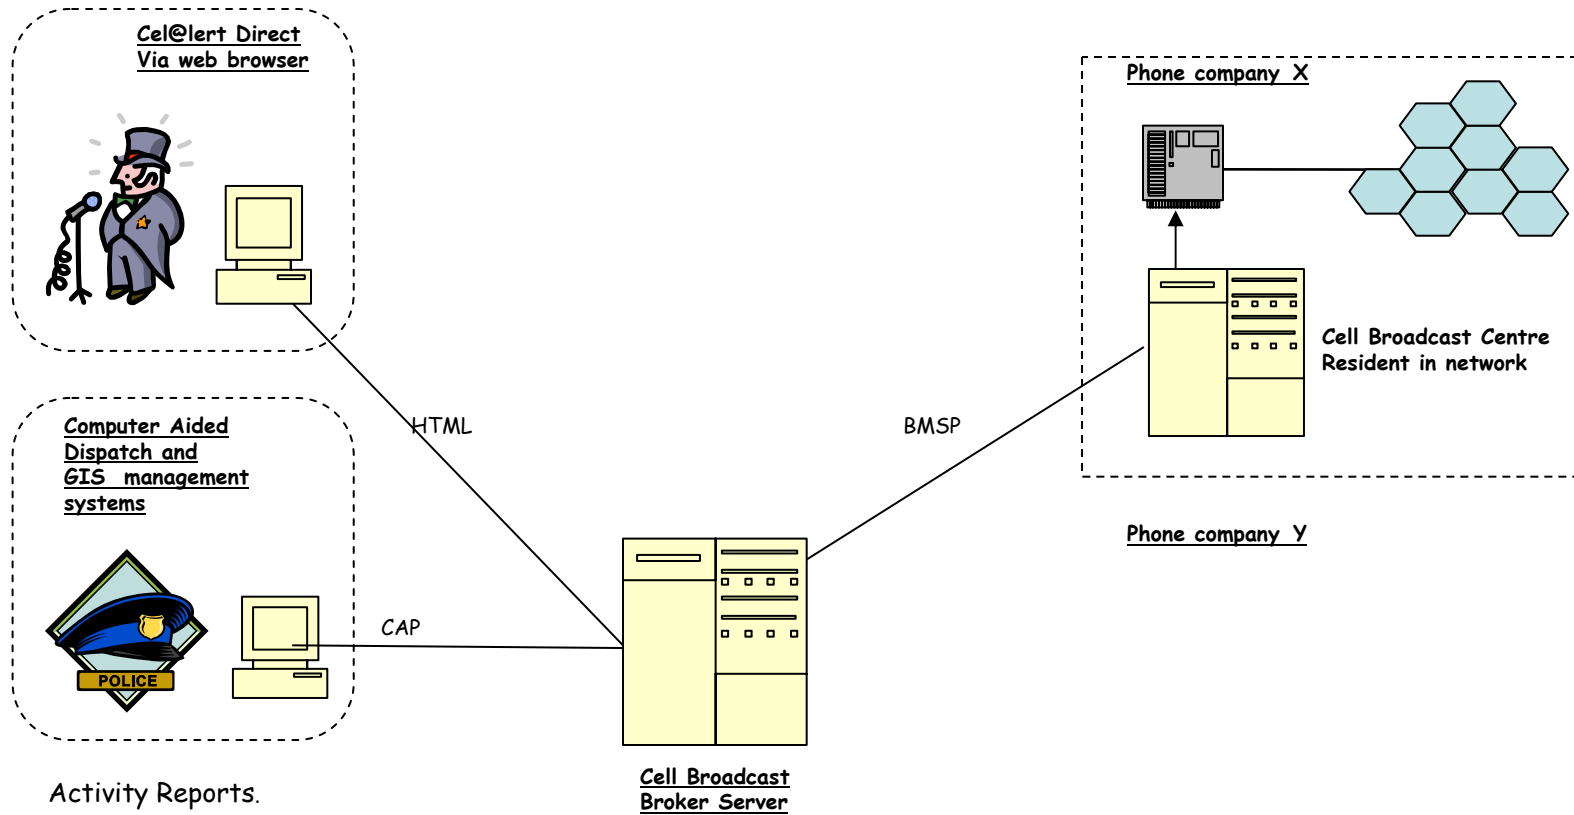 Cel@lert Direct
Via web browser
Phone company X
Cell Broadcast Centre
Resident in network
HTML
BMSP
Computer Aided
Dispatch and
GIS management
systems
Phone company Y
CAP
POLICE
Activity Reports.
Cell Broadcast
Broker Server